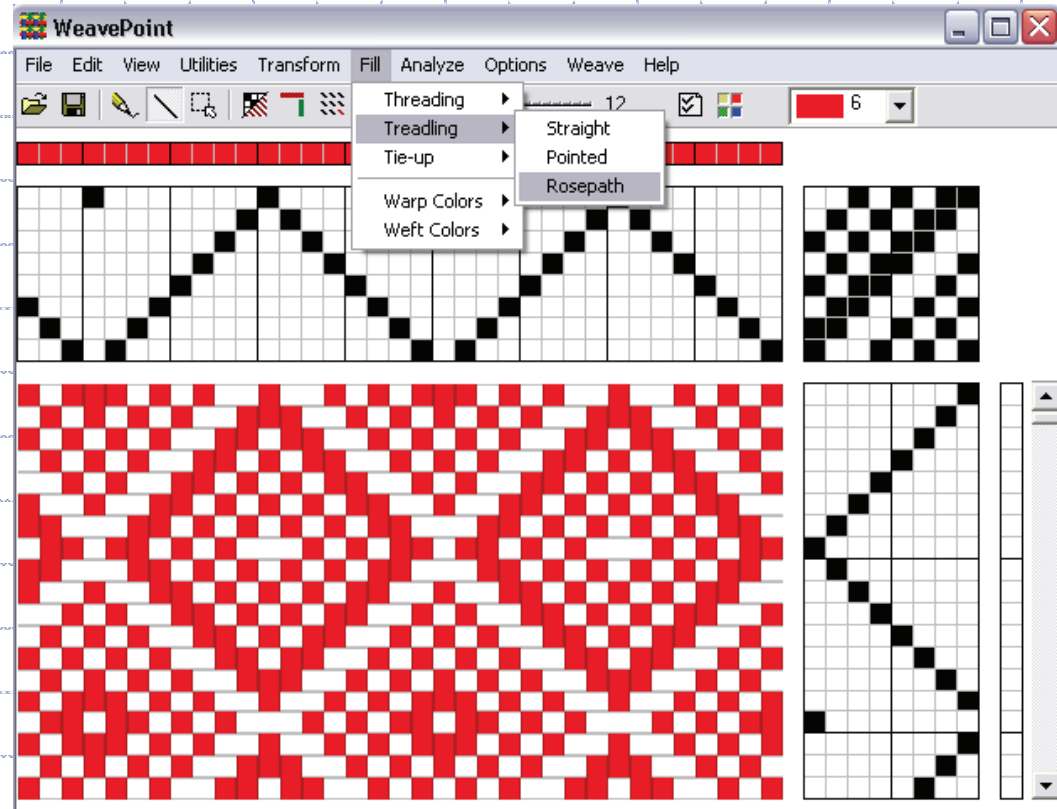 WeavePoint
File Edit View Utilities Transform Fill Analyze Options Weave Help
12
6
Threading
Treadling
Tie-up
Warp Colors
Weft Colors
Straight
Pointed
Rosepath